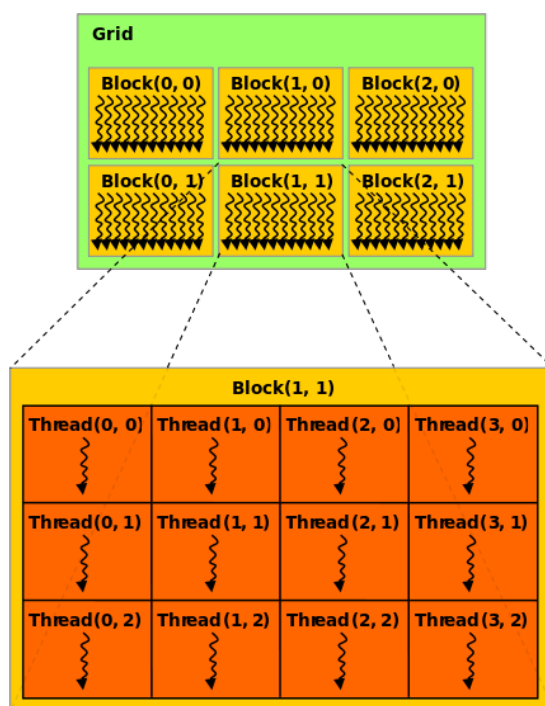 Grid
Block(0, 0) Block(1, 0) Block(2, 0)
Block(0, 1) Block(1, 1) Block(2, 1)
Block(1, 1)
Thread(0, 0) Thread(1, 0) Thread(2, 0) Thread(3, 0)
Thread(0, 1) Thread(1, 1) Thread(2, 1) Thread(3, 1)
Thread(0, 2) Thread(1, 2) Thread(2, 2) Thread(3, 2)